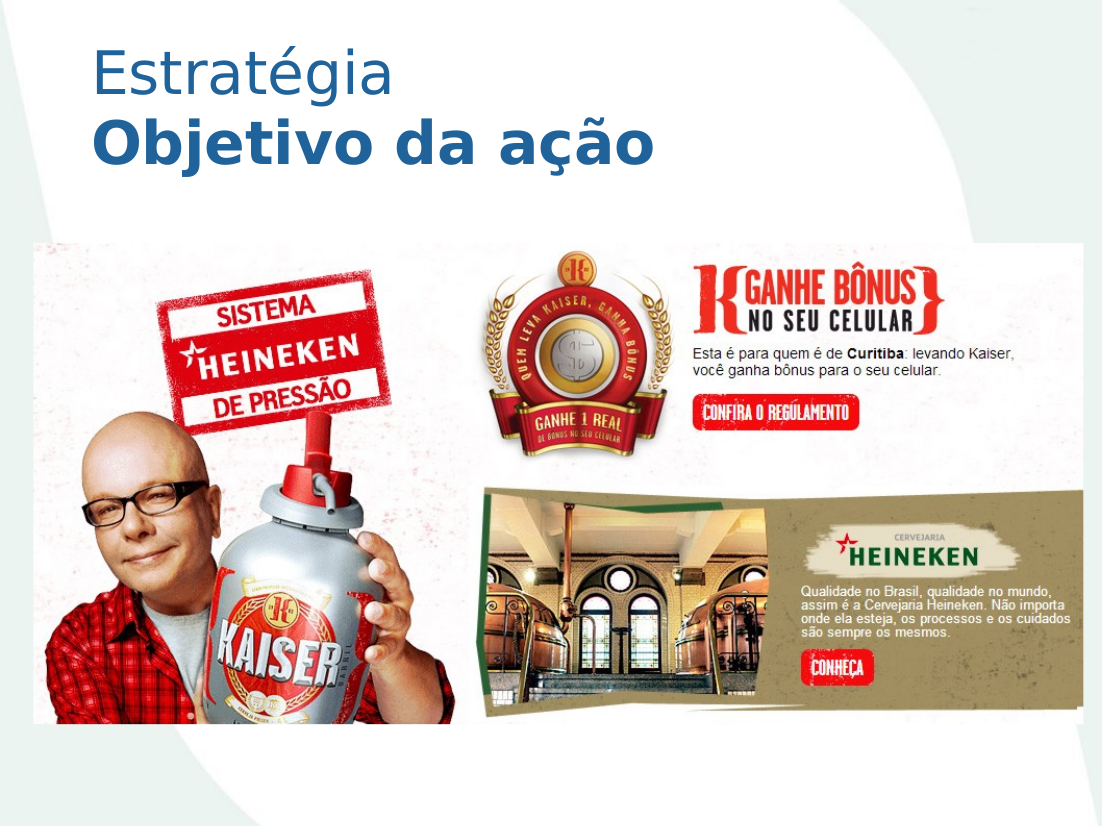 Estratégia
Objetivo da ação
SISTEMA
HEINEKEN
DE PRESSÃO
KAISER
BARREL
K
QUEM LEVA KAISER, GANHA BÔNUS
GANHE 1 REAL
DE BÔNUS NO SEU CELULAR
GANHE BÔNUS
NO SEU CELULAR
Esta é para quem é de Curitiba: levando Kaiser,
você ganha bônus para o seu celular.
CONFIRA O REGULAMENTO
CERVEJARIA
HEINEKEN
Qualidade no Brasil, qualidade no mundo,
assim é a Cervejaria Heineken. Não importa
onde ela esteja, os processos e os cuidados
são sempre os mesmos.
CONHEÇA